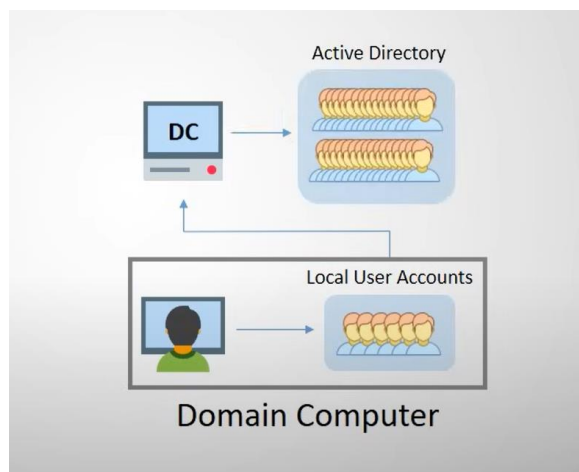 Active Directory
DC
Local User Accounts
Domain Computer